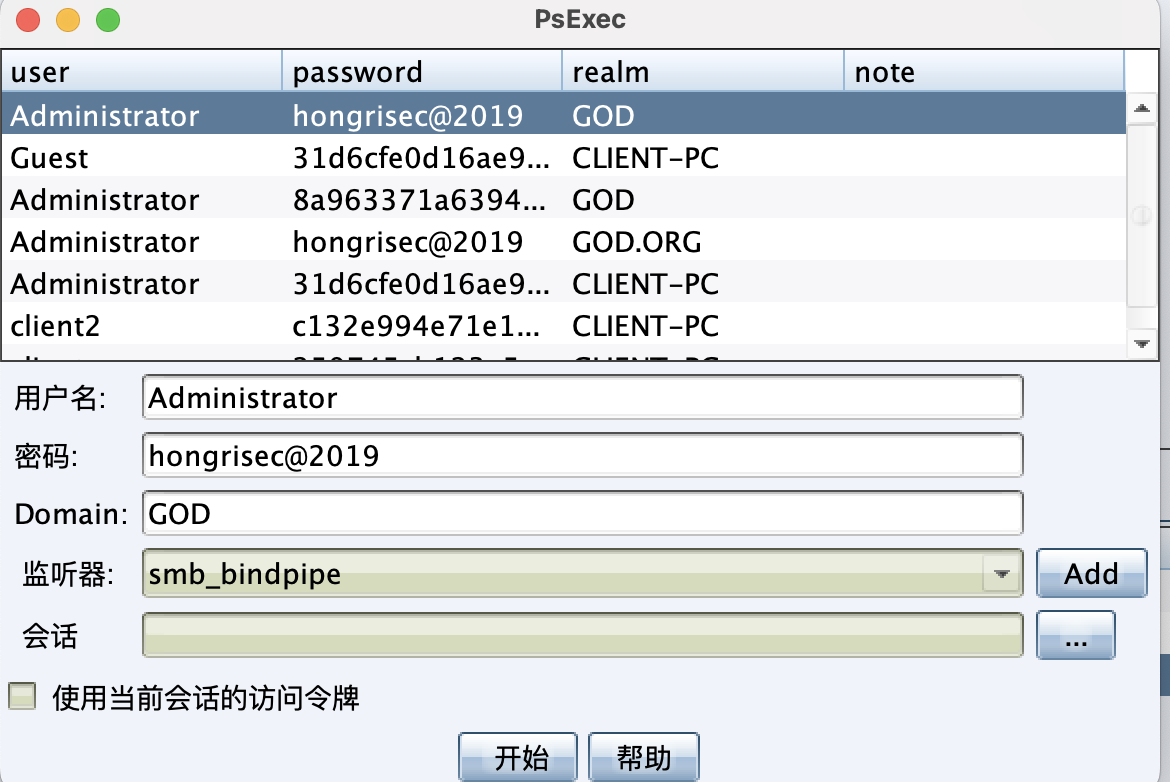 PsExec
user password realm note
Administrator hongrisec@2019 GOD
Guest 31d6cfe0d16ae9... CLIENT-PC
Administrator 8a963371a6394... GOD
Administrator hongrisec@2019 GOD.ORG
Administrator 31d6cfe0d16ae9... CLIENT-PC
client2 c132e994e71e1... CLIENT-PC
用户名: Administrator
密码: hongrisec@2019
Domain: GOD
监听器: smb_bindpipe Add
会话 ...
使用当前会话的访问令牌
开始 帮助